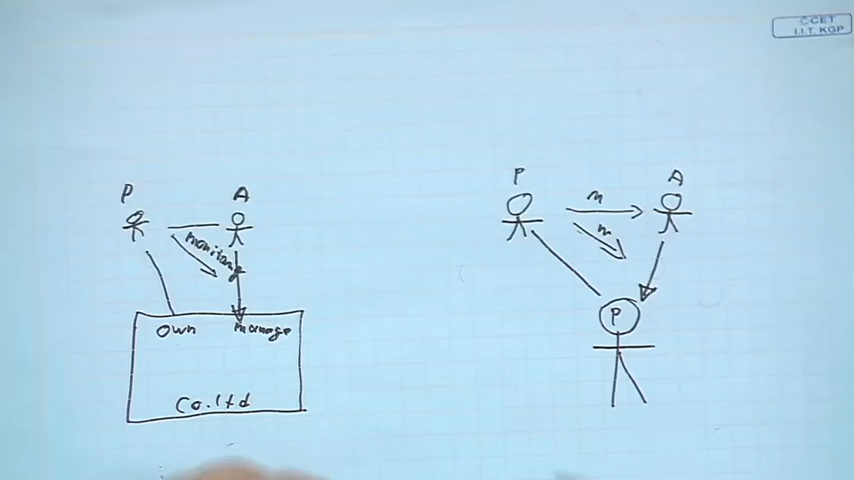 ©CET
I.I.T. KGP
P A
monitoring
own manage
Co.ltd
P A
m
m
P